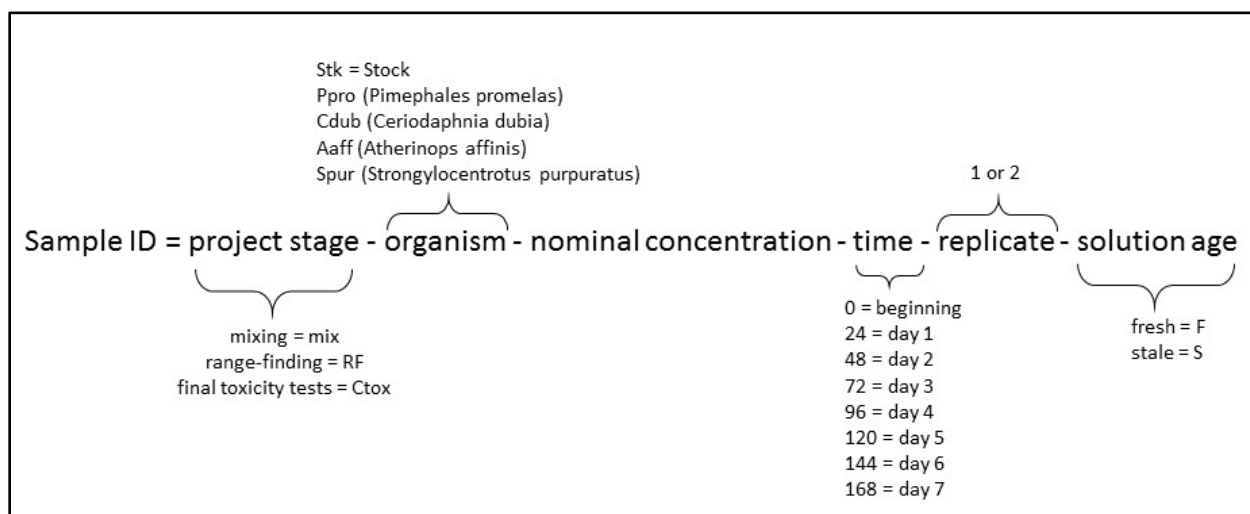 Stk = Stock
Ppro (Pimephales promelas)
Cdub (Ceriodaphnia dubia)
Aaff (Atherinops affinis)
Spur (Strongylocentrotus purpuratus)
1 or 2
Sample ID = project stage - organism - nominal concentration - time - replicate - solution age
mixing = mix
range-finding = RF
final toxicity tests = Ctox
0 = beginning
24 = day 1
48 = day 2
72 = day 3
96 = day 4
120 = day 5
144 = day 6
168 = day 7
fresh = F
stale = S